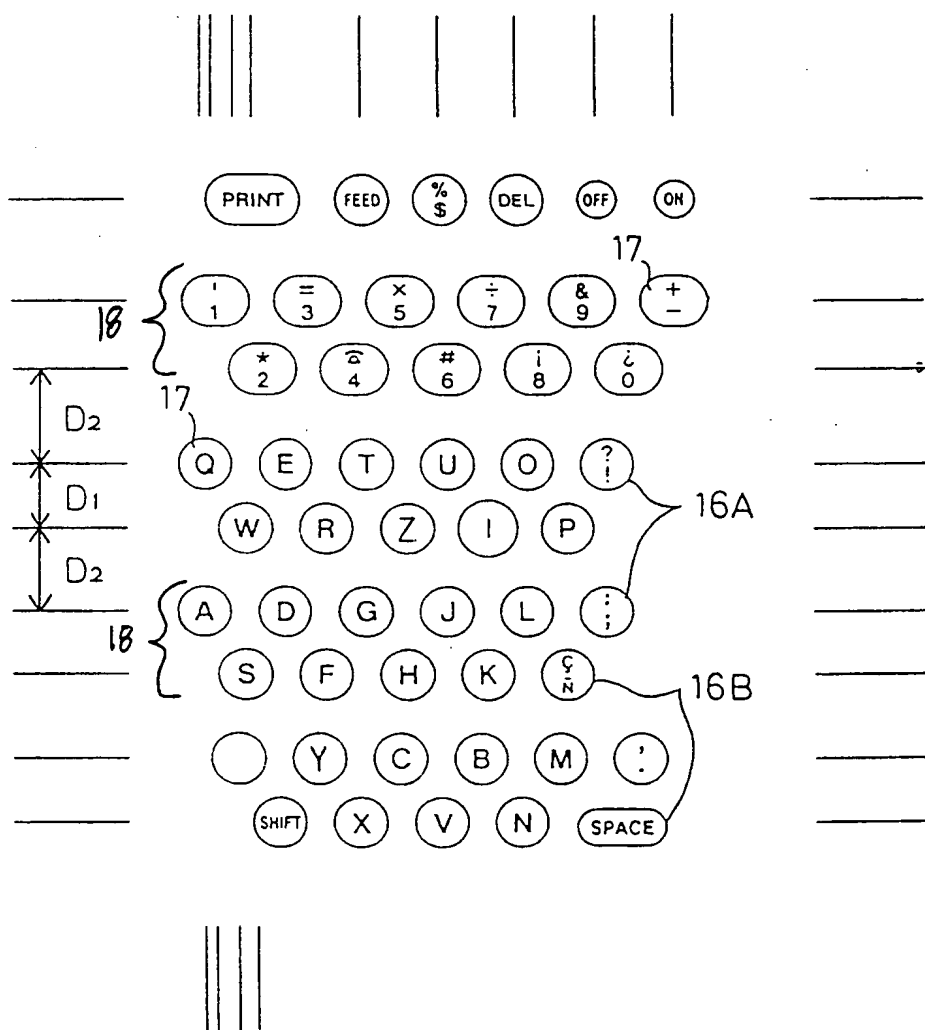 PRINT FEED % $ DEL OFF ON
17
' = × ÷ & +
18
1 3 5 7 9 −
* # ¡ ¿
2 4 6 8 0
D2
17
Q E T U O ? !
D1
16A
W R Z I P
D2
A D G J L : ;
18
S F H K Ç Ñ
16B
Y C B M ' .
SHIFT X V N SPACE